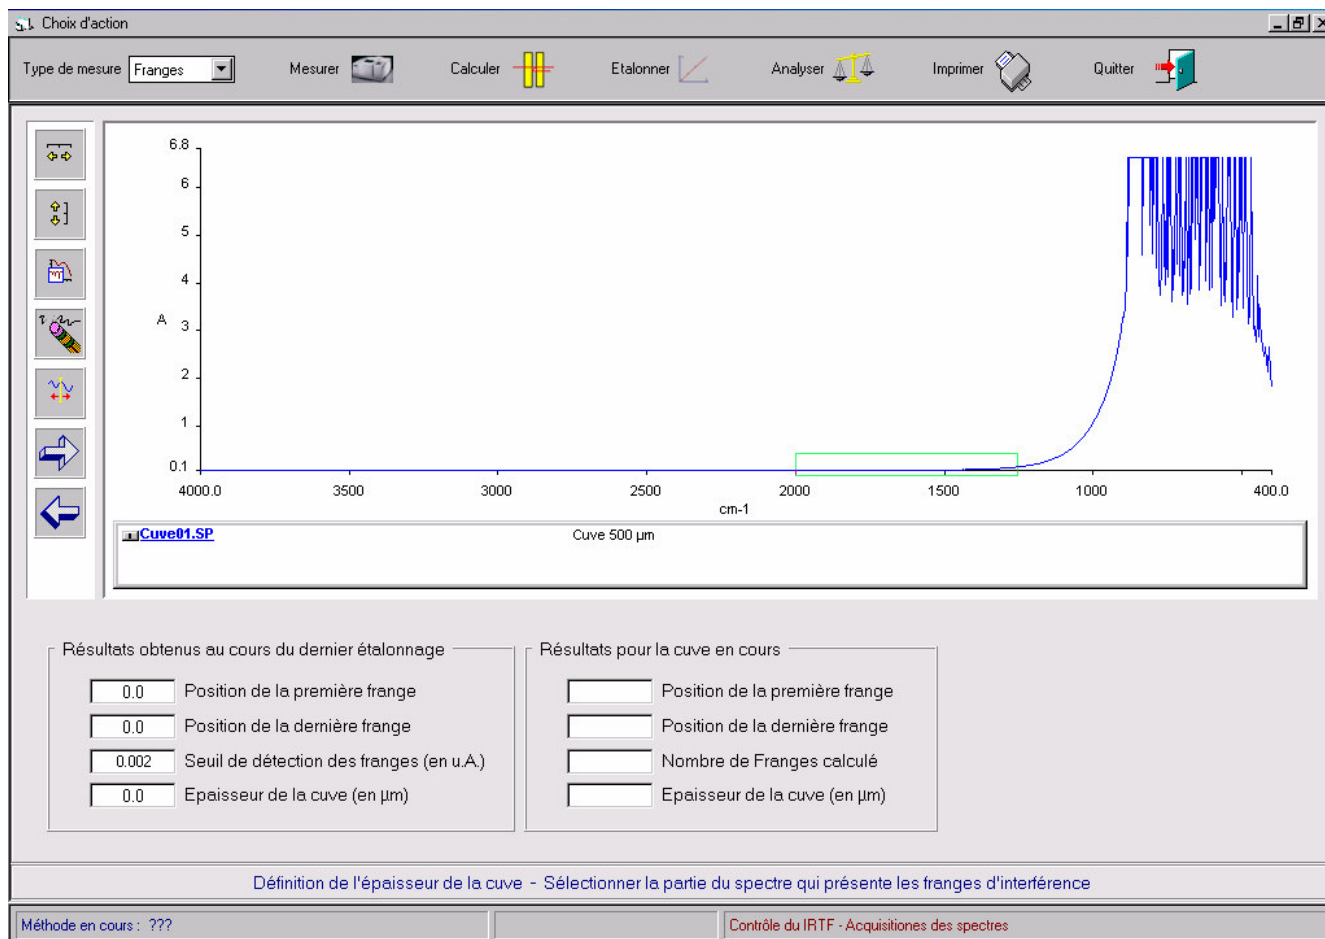 Choix d'action
Type de mesure Franges Mesurer Calculer Etalonner Analyser Imprimer Quitter
6.8
6
5
4
A 3
2
1
0.1
4000.0 3500 3000 2500 2000 1500 1000 400.0
cm-1
Cuve01.SP Cuve 500 µm
Résultats obtenus au cours du dernier étalonnage
0.0 Position de la première frange
0.0 Position de la dernière frange
0.002 Seuil de détection des franges (en u.A.)
0.0 Epaisseur de la cuve (en µm)
Résultats pour la cuve en cours
Position de la première frange
Position de la dernière frange
Nombre de Franges calculé
Epaisseur de la cuve (en µm)
Définition de l'épaisseur de la cuve - Sélectionner la partie du spectre qui présente les franges d'interférence
Méthode en cours : ??? Contrôle du IRTF - Acquisitiones des spectres